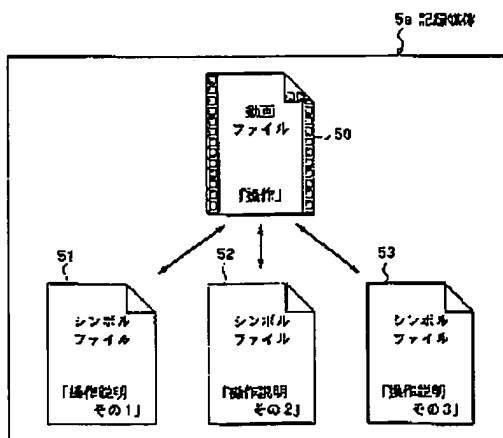 5a 記録媒体
動画
ファイル
「操作」
50
51
シンボル
ファイル
「操作説明
その1」
52
シンボル
ファイル
「操作説明
その2」
53
シンボル
ファイル
「操作説明
その3」